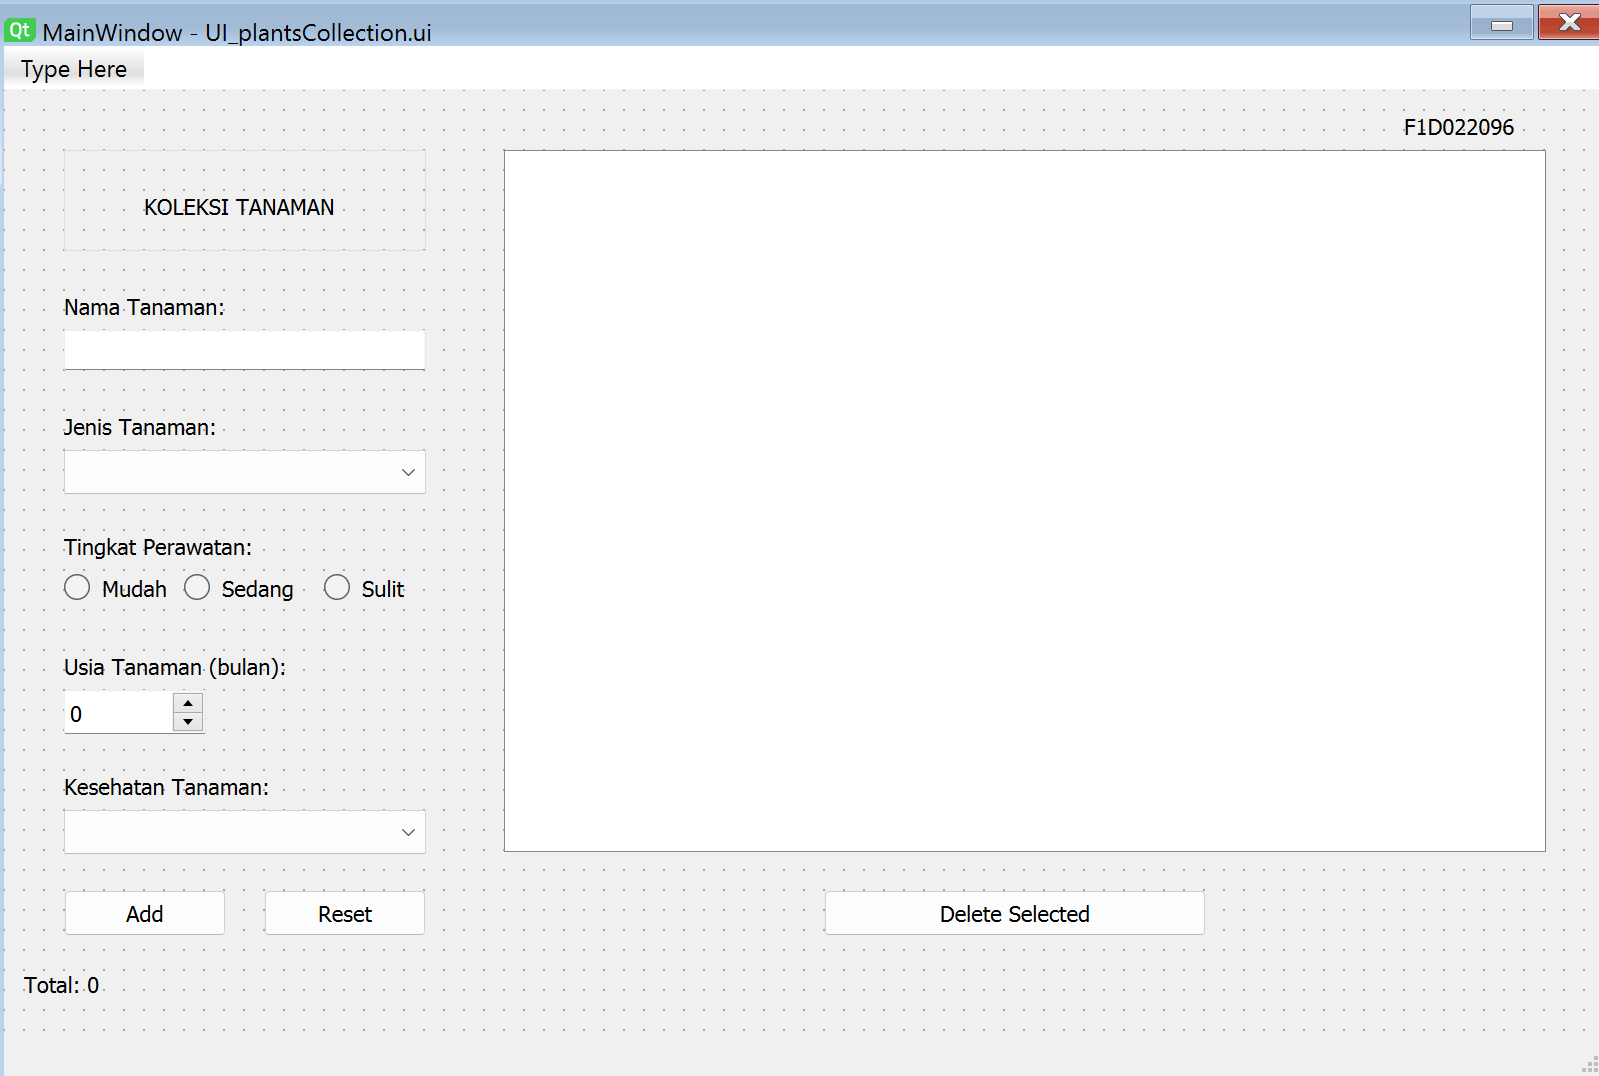 Qt MainWindow - UI_plantsCollection.ui
Type Here
F1D022096
KOLEKSI TANAMAN
Nama Tanaman:
Jenis Tanaman:
Tingkat Perawatan:
Mudah Sedang Sulit
Usia Tanaman (bulan):
0
Kesehatan Tanaman:
Add Reset Delete Selected
Total: 0